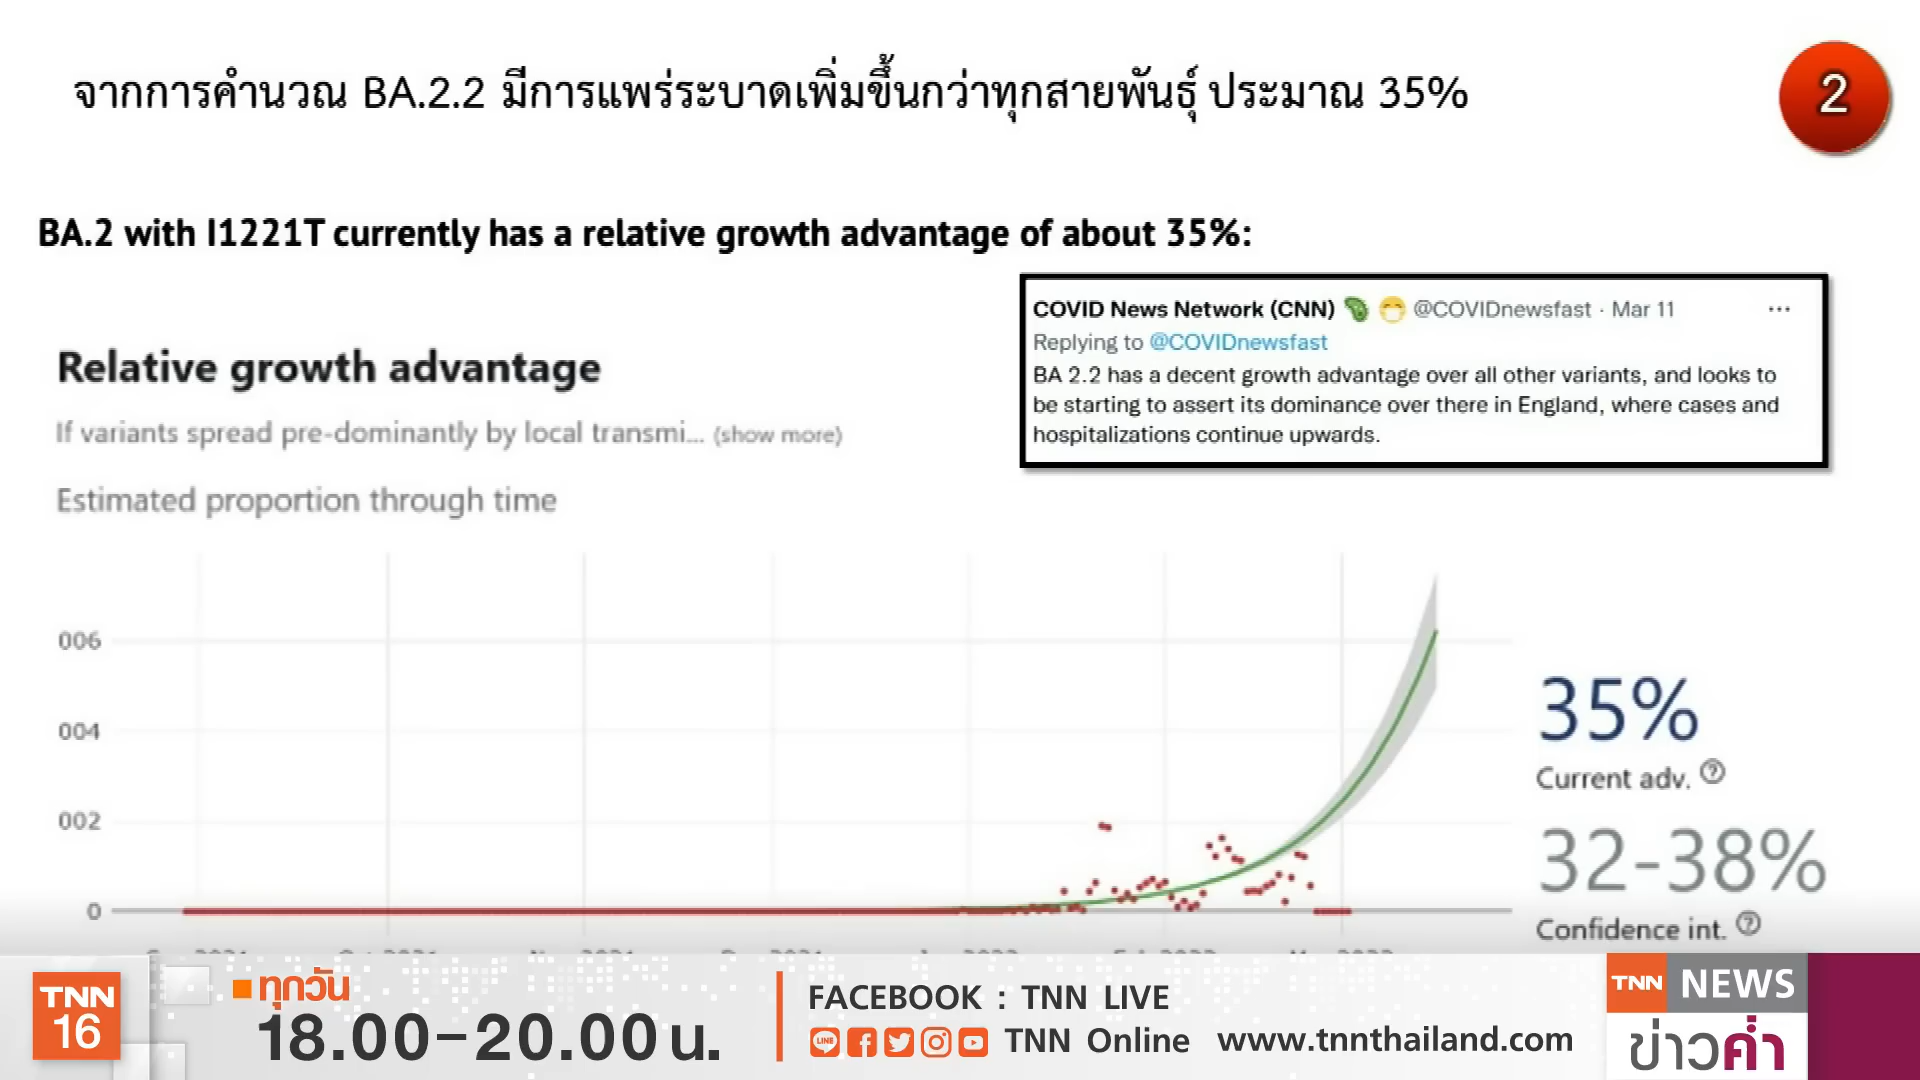 จากการคำนวณ BA.2.2 มีการแพร่ระบาดเพิ่มขึ้นกว่าทุกสายพันธุ์ ประมาณ 35%
2
BA.2 with I1221T currently has a relative growth advantage of about 35%:
COVID News Network (CNN) 🦠 😷 @COVIDnewsfast · Mar 11 ...
Replying to @COVIDnewsfast
BA 2.2 has a decent growth advantage over all other variants, and looks to
be starting to assert its dominance over there in England, where cases and
hospitalizations continue upwards.
Relative growth advantage
If variants spread pre-dominantly by local transmi... (show more)
Estimated proportion through time
006
004
002
0
35%
Current adv. ?
32-38%
Confidence int. ?
TNN
16
ทุกวัน
18.00-20.00 น.
FACEBOOK : TNN LIVE
LINE TNN Online www.tnnthailand.com
TNN NEWS
ข่าวค่ำ